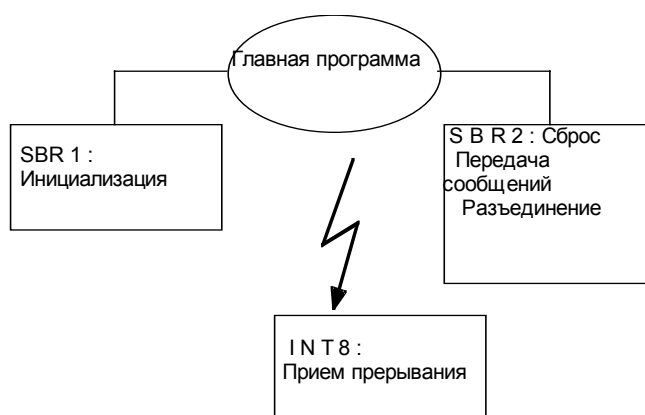 Главная программа
SBR 1 :
Инициализация
S B R 2 : Сброс
Передача
сообщений
Разъединение
I N T 8 :
Прием прерывания